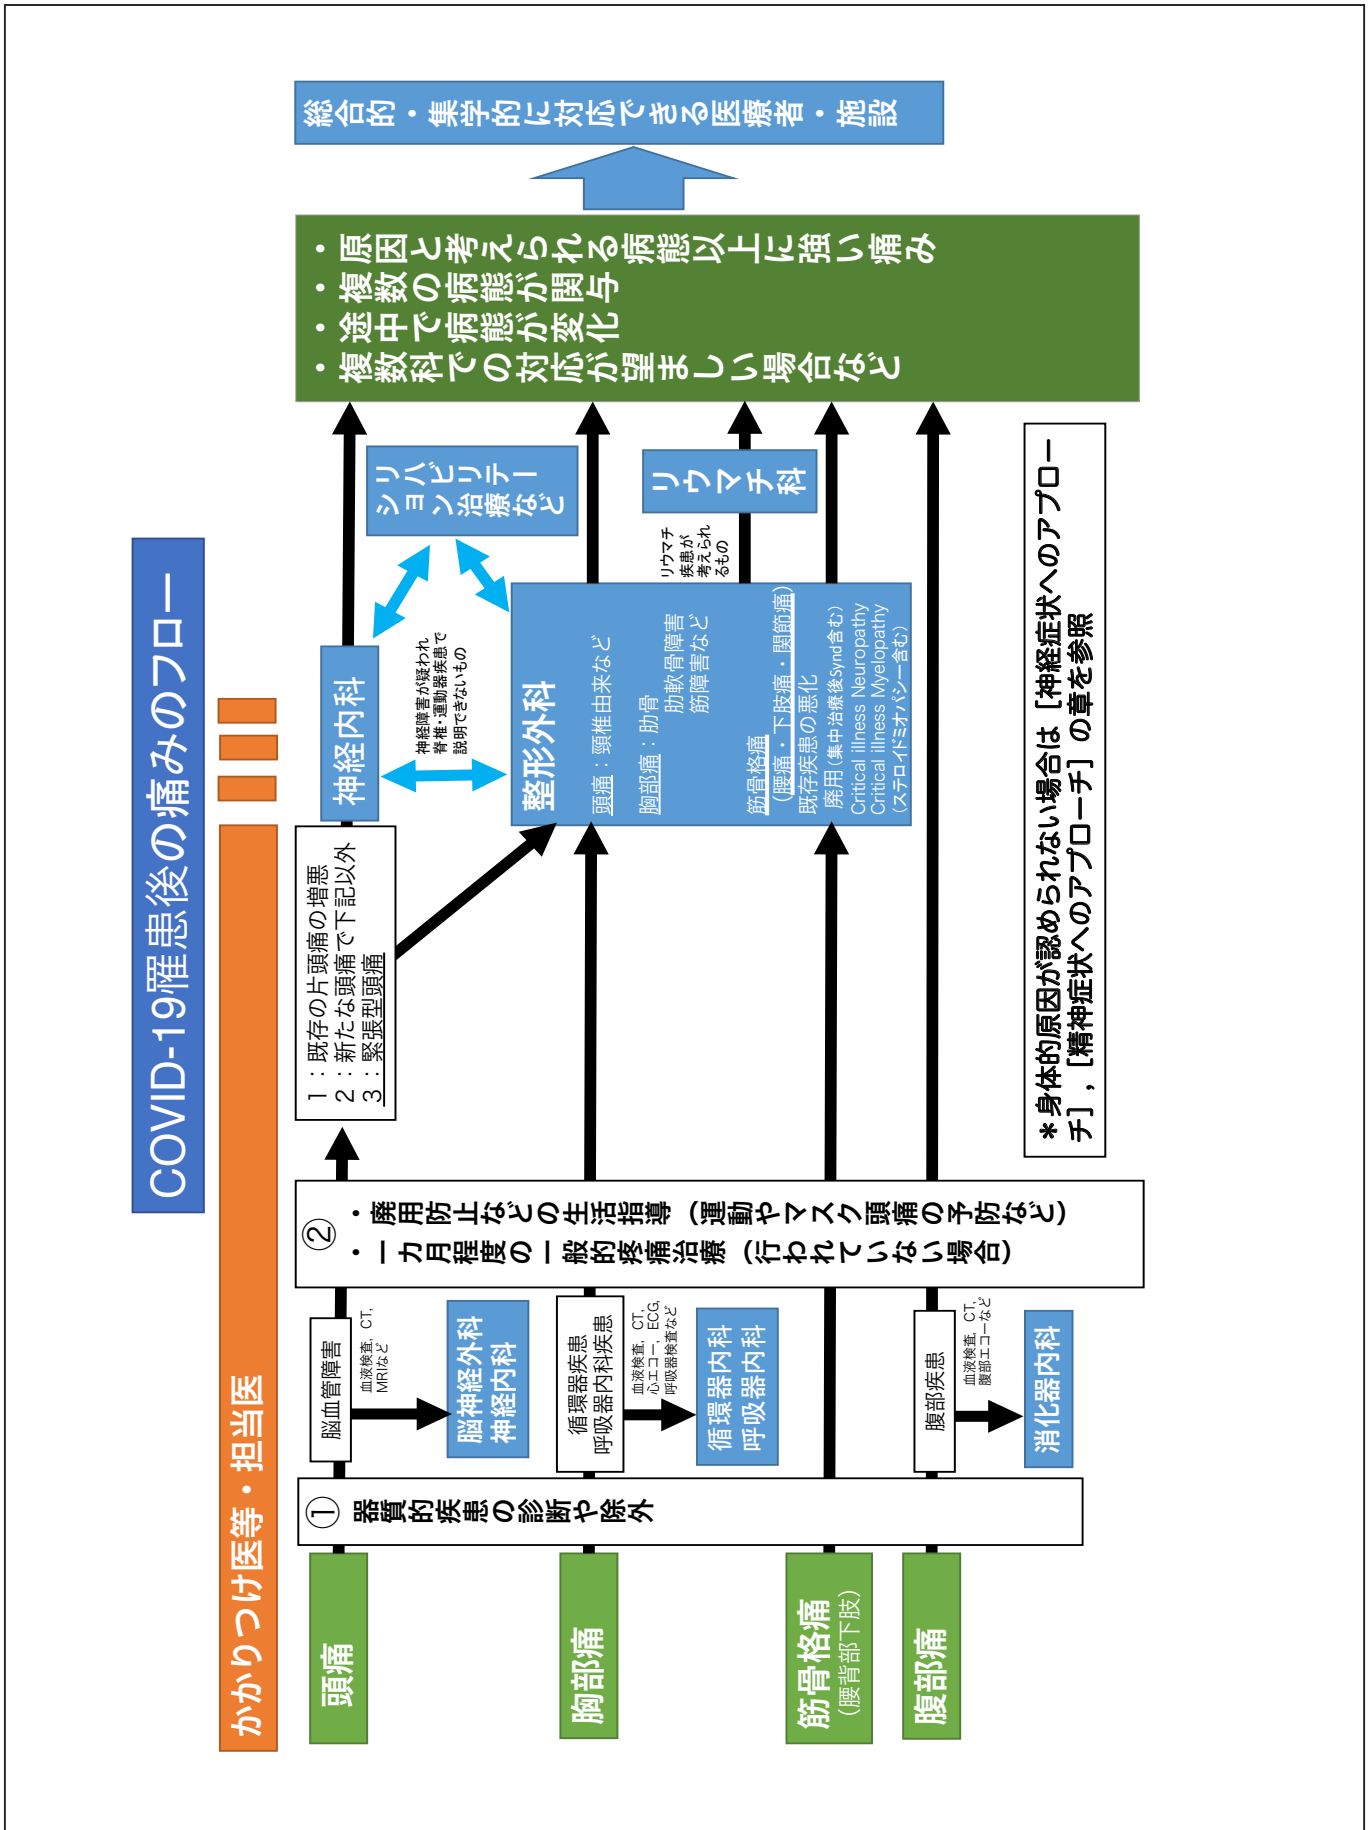 COVID-19罹患後の痛みのフロー
かかりつけ医等・担当医
頭痛
胸部痛
筋骨格痛
（腰背部下肢）
腹部痛
① 器質的疾患の診断や除外
脳血管障害
血液検査, CT,
MRIなど
脳神経外科
神経内科
循環器疾患
呼吸器内科疾患
血液検査, CT,
心エコー, ECG,
呼吸器検査など
循環器内科
呼吸器内科
腹部疾患
血液検査, CT,
腹部エコーなど
消化器内科
② ・廃用防止などの生活指導（運動やマスク頭痛の予防など）
・一カ月程度の一般的疼痛治療（行われていない場合）
1：既存の片頭痛の増悪
2：新たな頭痛で下記以外
3：緊張型頭痛
神経内科
神経障害が疑われ
脊椎・運動器疾患で
説明できないもの
リハビリテー
ション治療など
整形外科
頭痛：頸椎由来など
胸部痛：肋骨
肋軟骨障害
筋障害など
筋骨格痛
（腰痛・下肢痛・関節痛）
既存疾患の悪化
廃用（集中治療後Synd含む）
Critical illness Neuropathy
Critical illness Myelopathy
（ステロイドミオパシー含む）
リウマチ
疾患が
考えられ
るもの
リウマチ科
・原因と考えられる病態以上に強い痛み
・複数の病態が関与
・途中で病態が変化
・複数科での対応が望ましい場合など
総合的・集学的に対応できる医療者・施設
＊身体的原因が認められない場合は［神経症状へのアプロー
チ］,［精神症状へのアプローチ］の章を参照